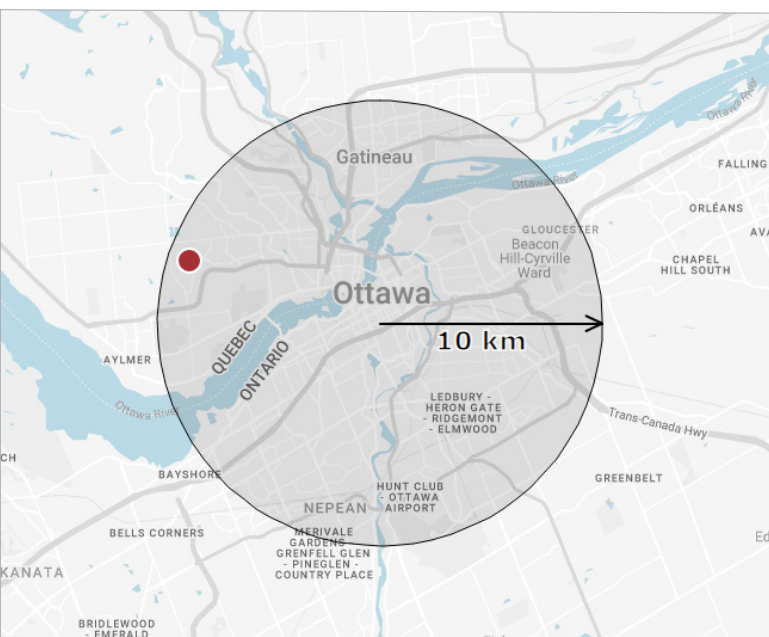 Ottawa River
Gatineau
FALLING
Ottawa River
ORLÉANS
GLOUCESTER
AVA
Beacon
Hill-Cyrville
Ward
CHAPEL
HILL SOUTH
Ottawa
10 km
QUEBEC
ONTARIO
AYLMER
Ottawa River
LEDBURY -
HERON GATE
- RIDGEMONT
- ELMWOOD
Trans-Canada Hwy
CH
BAYSHORE
GREENBELT
HUNT CLUB
- OTTAWA
AIRPORT
NEPEAN
BELLS CORNERS
MERIVALE
GARDENS
GRENFELL GLEN
- PINEGLEN -
COUNTRY PLACE
Ed
KANATA
BRIDLEWOOD
- EMERALD